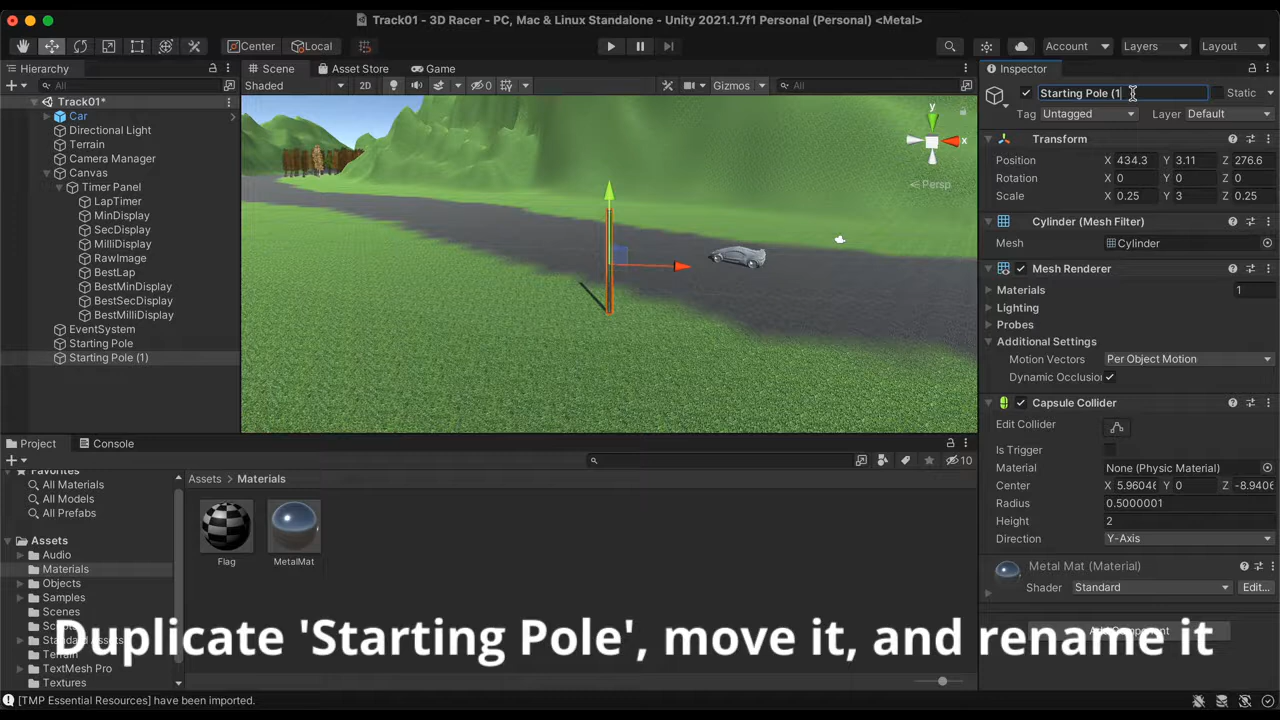 Track01 - 3D Racer - PC, Mac & Linux Standalone - Unity 2021.1.7f1 Personal (Personal) <Metal>
Center
Local
Account
Layers
Layout
Hierarchy
Scene
Asset Store
Game
Inspector
All
Shaded
2D
0
Gizmos
All
Starting Pole (1
Static
Track01*
Tag
Untagged
Layer
Default
Car
Directional Light
Terrain
Camera Manager
Canvas
Timer Panel
LapTimer
MinDisplay
SecDisplay
MilliDisplay
RawImage
BestLap
BestMinDisplay
BestSecDisplay
BestMilliDisplay
EventSystem
Starting Pole
Starting Pole (1)
y
x
Persp
Transform
Position X 434.3 Y 3.11 Z 276.6
Rotation X 0 Y 0 Z 0
Scale X 0.25 Y 3 Z 0.25
Cylinder (Mesh Filter)
Mesh Cylinder
Mesh Renderer
Materials 1
Lighting
Probes
Additional Settings
Motion Vectors Per Object Motion
Dynamic Occlusion
Capsule Collider
Edit Collider
Is Trigger
Material None (Physic Material)
Center X 5.96046 Y 0 Z -8.9406
Radius 0.5000001
Height 2
Direction Y-Axis
Metal Mat (Material)
Shader Standard Edit...
Project
Console
10
Favorites
All Materials
All Models
All Prefabs
Assets
Audio
Materials
Objects
Samples
Scenes
Terrain
TextMesh Pro
Textures
Assets > Materials
Flag
MetalMat
Duplicate 'Starting Pole', move it, and rename it
[TMP Essential Resources] have been imported.